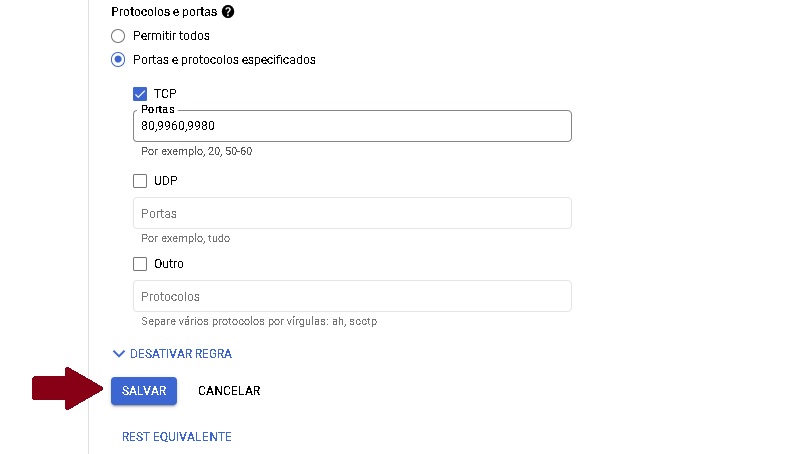 Protocolos e portas ?
Permitir todos
Portas e protocolos especificados
TCP
Portas
80,9960,9980
Por exemplo, 20, 50-60
UDP
Portas
Por exemplo, tudo
Outro
Protocolos
Separe vários protocolos por vírgulas: ah, scctp
DESATIVAR REGRA
SALVAR CANCELAR
REST EQUIVALENTE